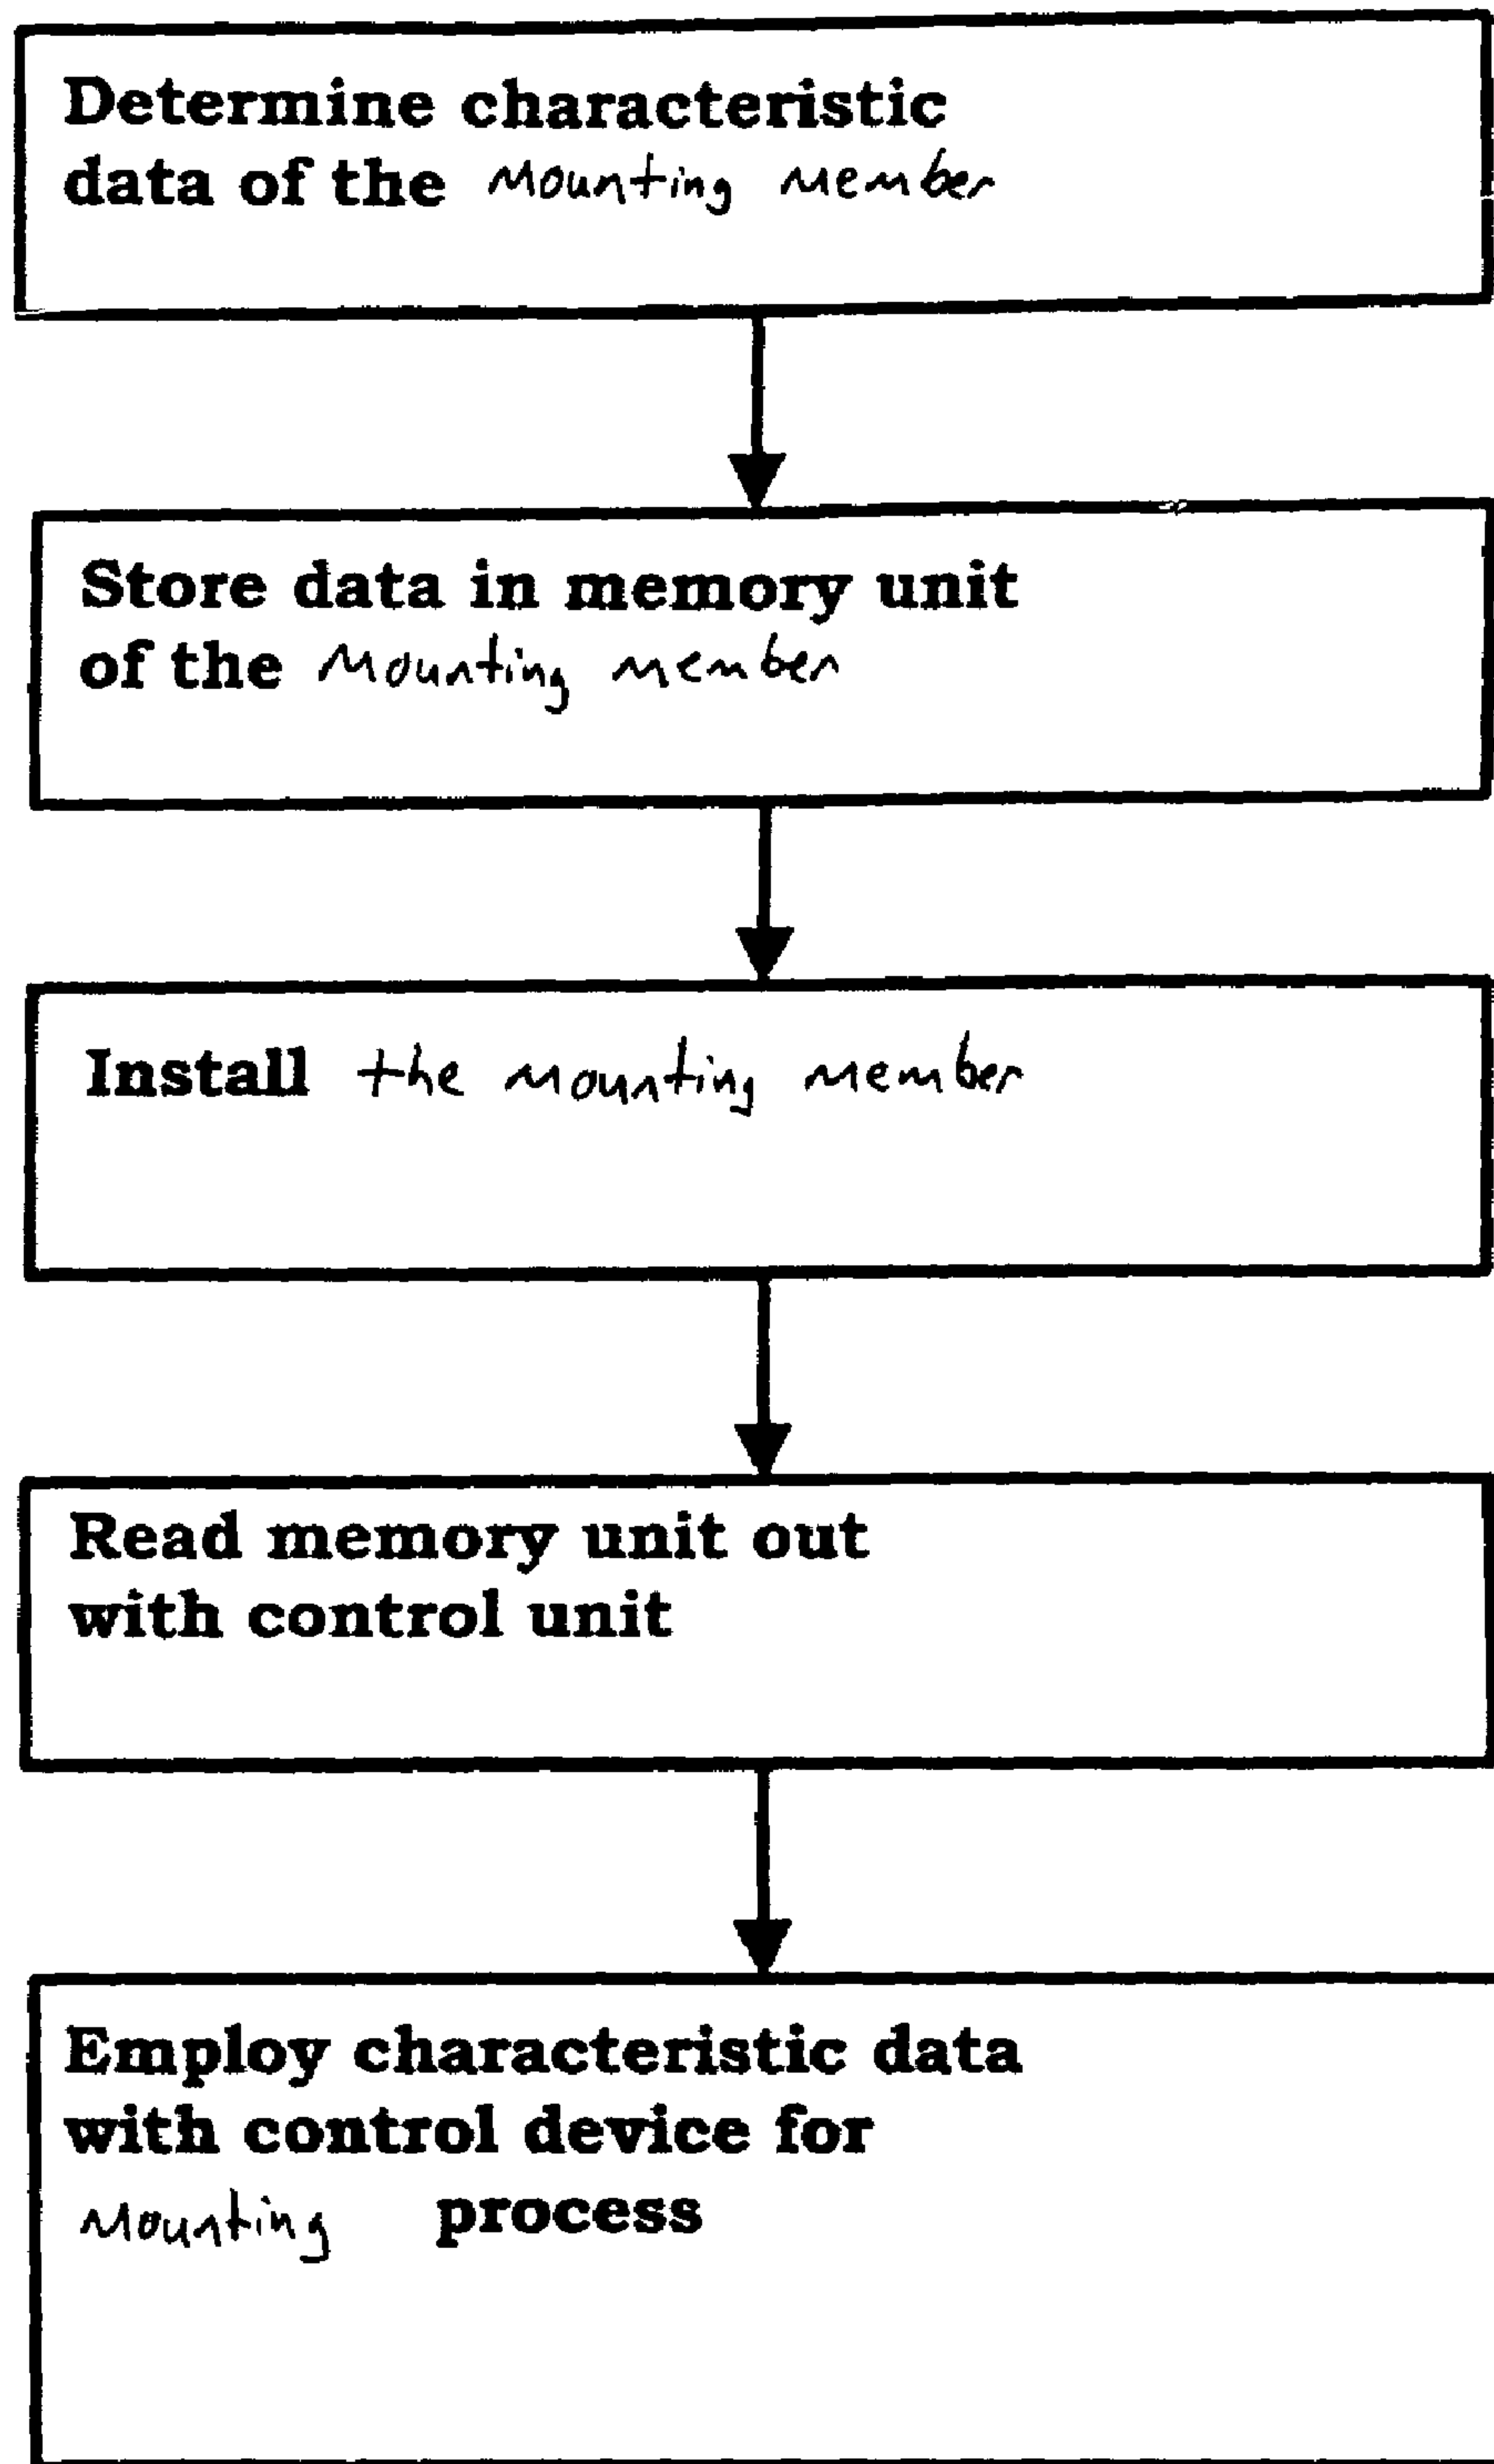 Determine characteristic
data of the Mounting Member
Store data in memory unit
of the Mounting member
Install the mounting member
Read memory unit out
with control unit
Employ characteristic data
with control device for
Mounting process